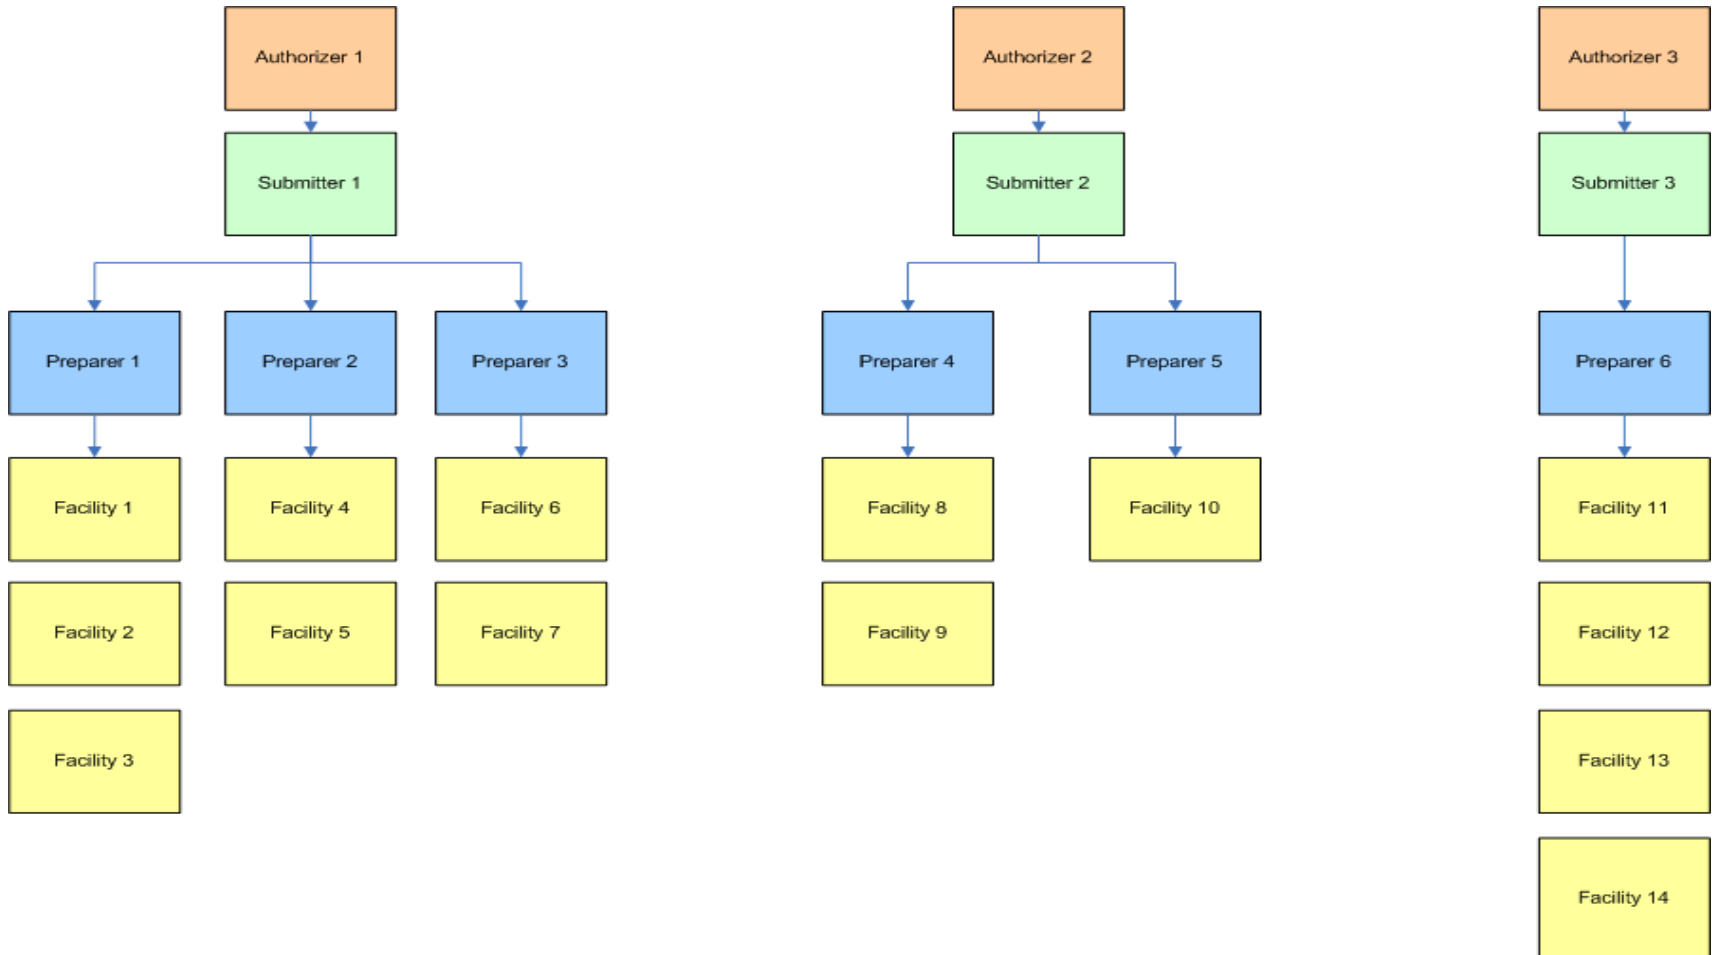 Authorizer 1
Authorizer 2
Authorizer 3
Submitter 1
Submitter 2
Submitter 3
Preparer 1
Preparer 2
Preparer 3
Preparer 4
Preparer 5
Preparer 6
Facility 1
Facility 4
Facility 6
Facility 8
Facility 10
Facility 11
Facility 2
Facility 5
Facility 7
Facility 9
Facility 12
Facility 3
Facility 13
Facility 14